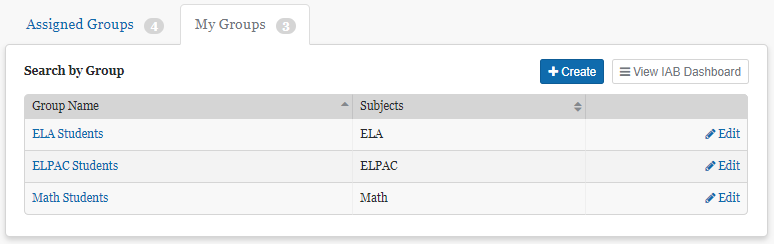 Assigned Groups 4 My Groups 3
Search by Group Create View IAB Dashboard
Group Name Subjects
ELA Students ELA Edit
ELPAC Students ELPAC Edit
Math Students Math Edit